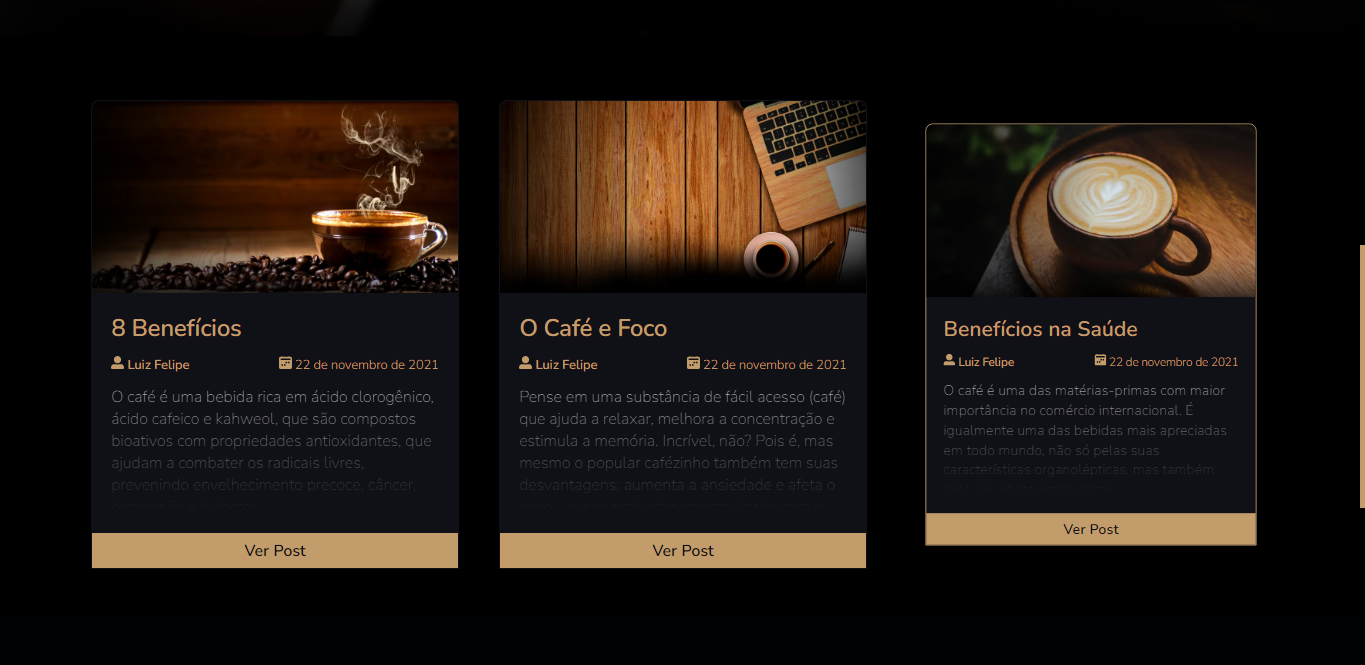 8 Benefícios
Luiz Felipe
22 de novembro de 2021
O café é uma bebida rica em ácido clorogênico,
ácido cafeico e kahweol, que são compostos
bioativos com propriedades antioxidantes, que
ajudam a combater os radicais livres,
prevenindo envelhecimento precoce, câncer,
Ver Post
O Café e Foco
Luiz Felipe
22 de novembro de 2021
Pense em uma substância de fácil acesso (café)
que ajuda a relaxar, melhora a concentração e
estimula a memória. Incrível, não? Pois é, mas
mesmo o popular cafézinho também tem suas
desvantagens: aumenta a ansiedade e afeta o
Ver Post
Benefícios na Saúde
Luiz Felipe
22 de novembro de 2021
O café é uma das matérias-primas com maior
importância no comércio internacional. É
igualmente uma das bebidas mais apreciadas
em todo mundo, não só pelas suas
características organolépticas, mas também
Ver Post